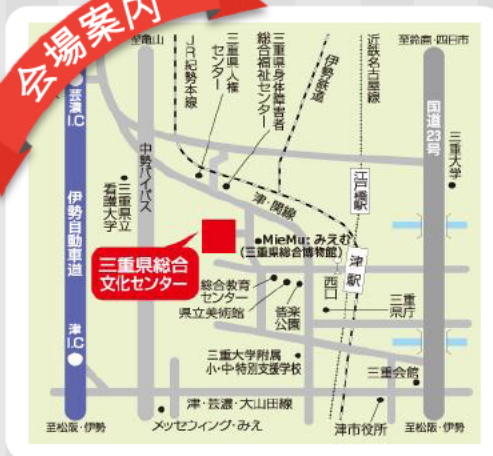 会場案内
至亀山
JR紀勢本線
三重県人権
センター
三重県身体障害者
総合福祉センター
伊勢鉄道
近鉄名古屋線
至鈴鹿・四日市
芸濃
I.C
中勢バイパス
三重県立
看護大学
伊勢自動車道
津・関線
江戸橋駅
国道23号
三重大学
三重県総合
文化センター
MieMu:みえむ
(三重県総合博物館)
津駅
西口
総合教育
センター
県立美術館
偕楽
公園
三重
県庁
津
I.C
三重大学附属
小・中・特別支援学校
三重会館
津・芸濃・大山田線
至松阪・伊勢
メッセウィング・みえ
津市役所
至松阪・伊勢